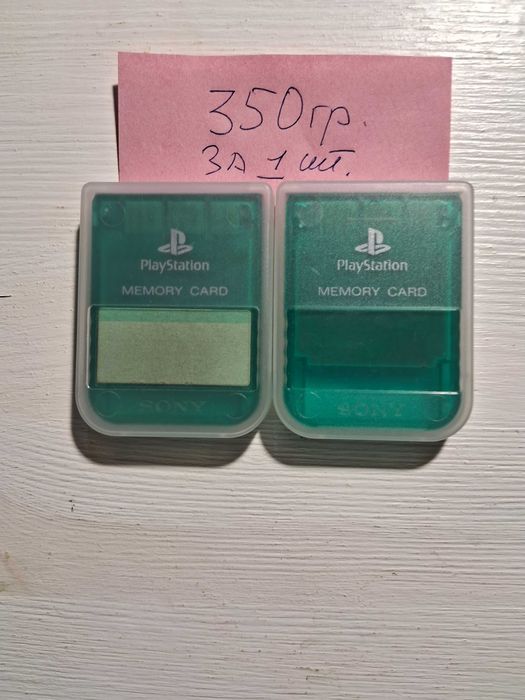 350гр.
за 1 шт.
PlayStation
MEMORY CARD
SONY
PlayStation
MEMORY CARD
SONY